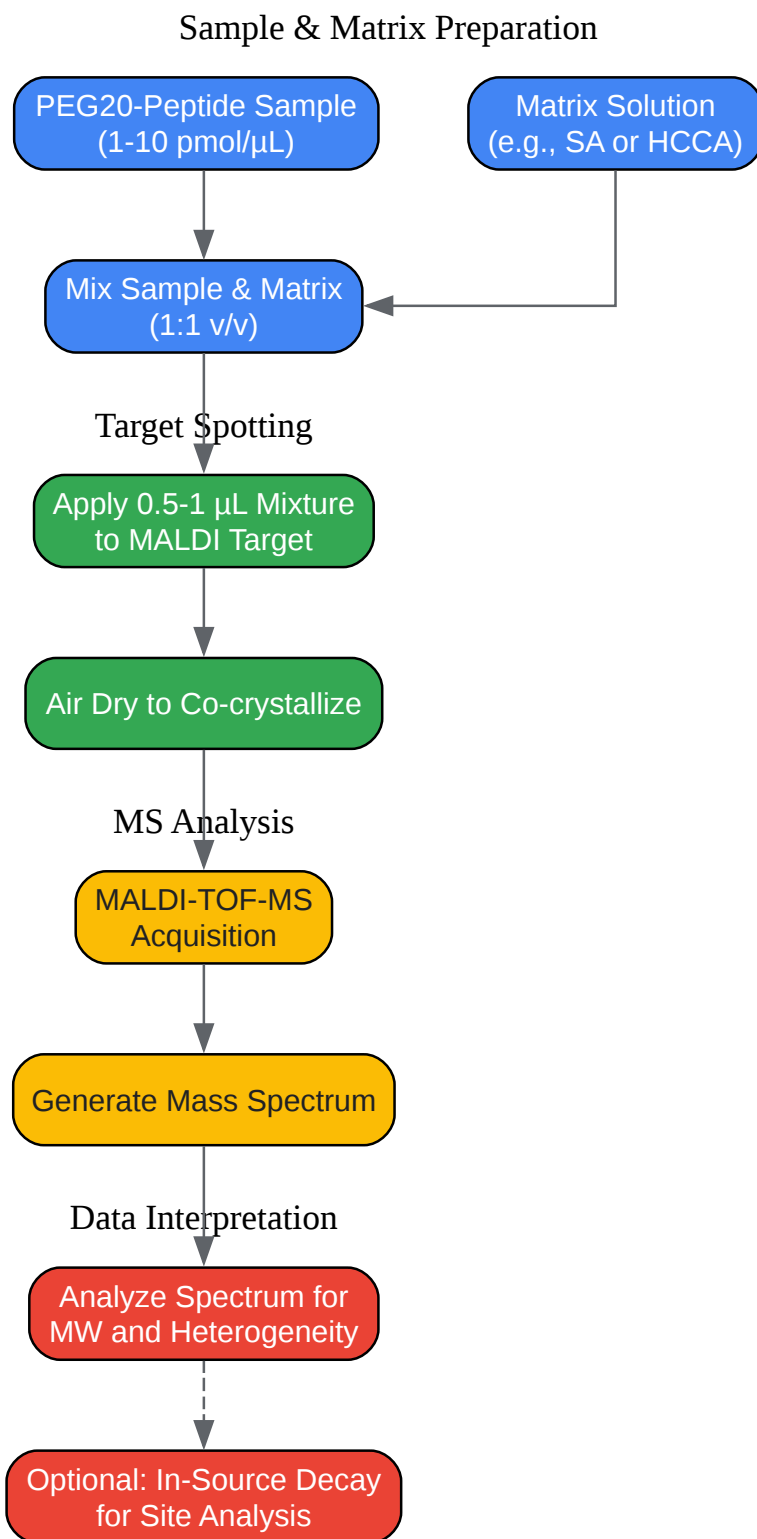 Sample & Matrix Preparation
PEG20-Peptide Sample
(1-10 pmol/µL)
Matrix Solution
(e.g., SA or HCCA)
Mix Sample & Matrix
(1:1 v/v)
Target Spotting
Apply 0.5-1 µL Mixture
to MALDI Target
Air Dry to Co-crystallize
MS Analysis
MALDI-TOF-MS
Acquisition
Generate Mass Spectrum
Data Interpretation
Analyze Spectrum for
MW and Heterogeneity
Optional: In-Source Decay
for Site Analysis